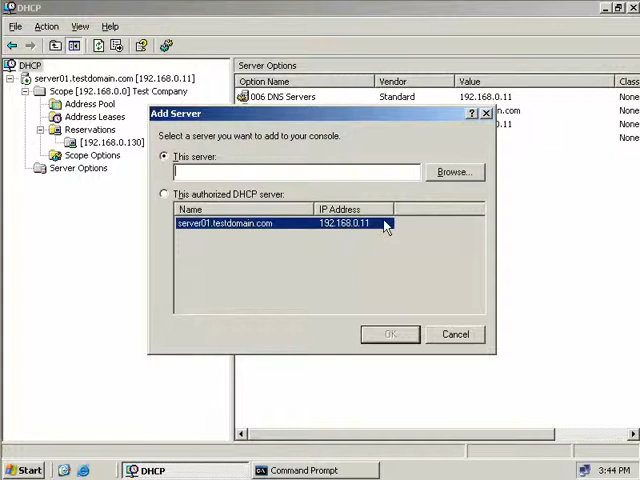 DHCP
File Action View Help
DHCP
server01.testdomain.com [192.168.0.11]
Scope [192.168.0.0] Test Company
Address Pool
Address Leases
Reservations
[192.168.0.130]
Scope Options
Server Options
Server Options
Option Name Vendor Value Class
006 DNS Servers Standard 192.168.0.11 None
None
None
Add Server
Select a server you want to add to your console.
This server:
Browse...
This authorized DHCP server:
Name IP Address
server01.testdomain.com 192.168.0.11
OK Cancel
Start DHCP Command Prompt 3:44 PM